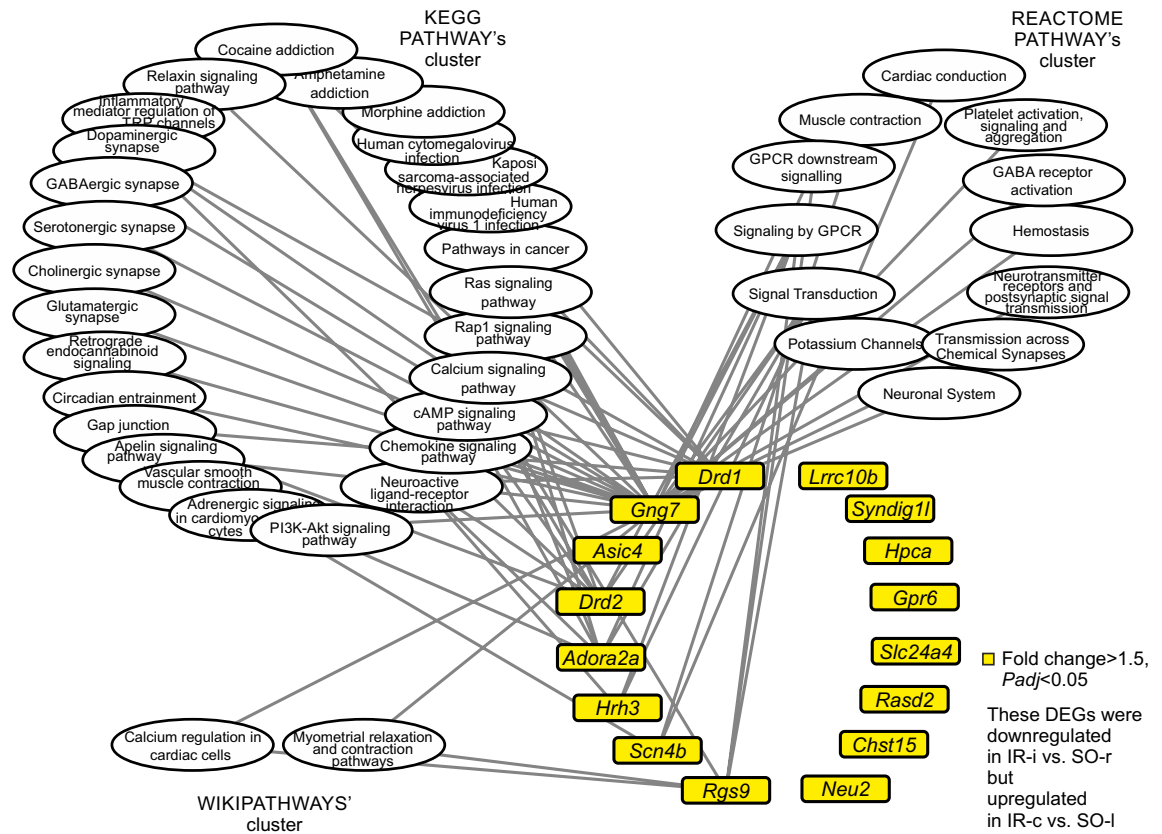 KEGG
PATHWAY's
cluster
Cocaine addiction
Amphetamine
addiction
Relaxin signaling
pathway
Inflammatory
mediator regulation of
TRP channels
Dopaminergic
synapse
GABAergic synapse
Serotonergic synapse
Cholinergic synapse
Glutamatergic
synapse
Retrograde
endocannabinoid
signaling
Circadian entrainment
Gap junction
Apelin signaling
pathway
Vascular smooth
muscle contraction
Adrenergic signaling
in cardiomyo
cytes
PI3K-Akt signaling
pathway
Morphine addiction
Human cytomegalovirus
infection
Kaposi
sarcoma-associated
herpesvirus infection
Human
immunodeficiency
virus 1 infection
Pathways in cancer
Ras signaling
pathway
Rap1 signaling
pathway
Calcium signaling
pathway
cAMP signaling
pathway
Chemokine signaling
pathway
Neuroactive
ligand-receptor
interaction
REACTOME
PATHWAY's
cluster
Cardiac conduction
Muscle contraction
Platelet activation,
signaling and
aggregation
GPCR downstream
signalling
GABA receptor
activation
Signaling by GPCR
Hemostasis
Signal Transduction
Neurotransmitter
receptors and
postsynaptic signal
transmission
Potassium Channels
Transmission across
Chemical Synapses
Neuronal System
Drd1
Gng7
Asic4
Drd2
Adora2a
Hrh3
Scn4b
Rgs9
Lrrc10b
Syndig1l
Hpca
Gpr6
Slc24a4
Rasd2
Chst15
Neu2
Calcium regulation in
cardiac cells
Myometrial relaxation
and contraction
pathways
WIKIPATHWAYS'
cluster
Fold change>1.5,
Padj<0.05
These DEGs were
downregulated
in IR-i vs. SO-r
but
upregulated
in IR-c vs. SO-l